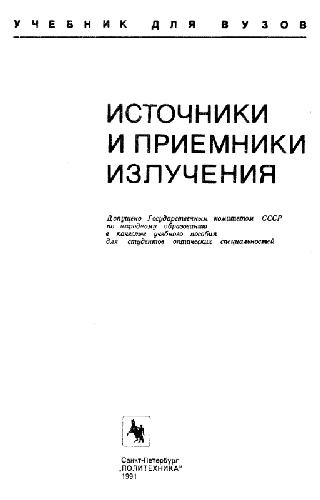 УЧЕБНИК ДЛЯ ВУЗОВ
ИСТОЧНИКИ
И ПРИЕМНИКИ
ИЗЛУЧЕНИЯ
Допущено Государственным комитетом СССР
по народному образованию
в качестве учебного пособия
для студентов оптических специальностей
Санкт-Петербург
„ПОЛИТЕХНИКА"
1991